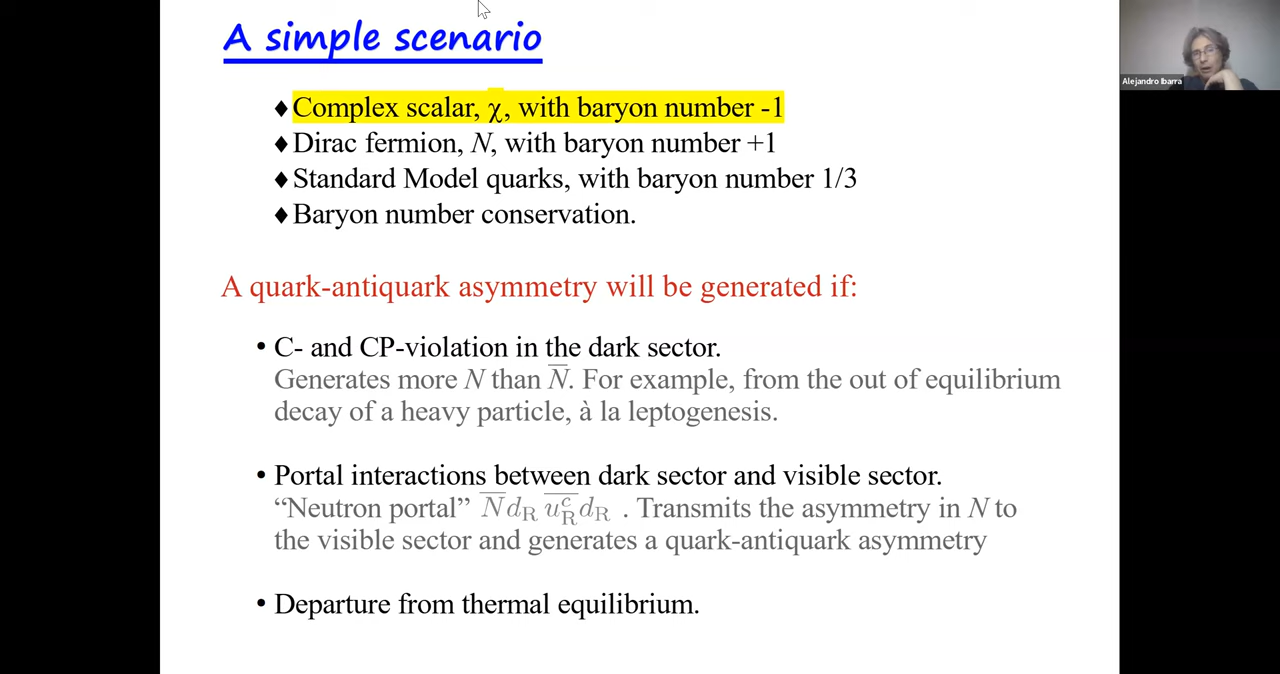 A simple scenario
Alejandro Ibarra
♦Complex scalar, χ, with baryon number -1
♦Dirac fermion, N, with baryon number +1
♦Standard Model quarks, with baryon number 1/3
♦Baryon number conservation.
A quark-antiquark asymmetry will be generated if:
• C- and CP-violation in the dark sector.
Generates more N than N̅. For example, from the out of equilibrium
decay of a heavy particle, à la leptogenesis.
• Portal interactions between dark sector and visible sector.
“Neutron portal” N̅d_R \overline{u_R^c}d_R . Transmits the asymmetry in N to
the visible sector and generates a quark-antiquark asymmetry
• Departure from thermal equilibrium.